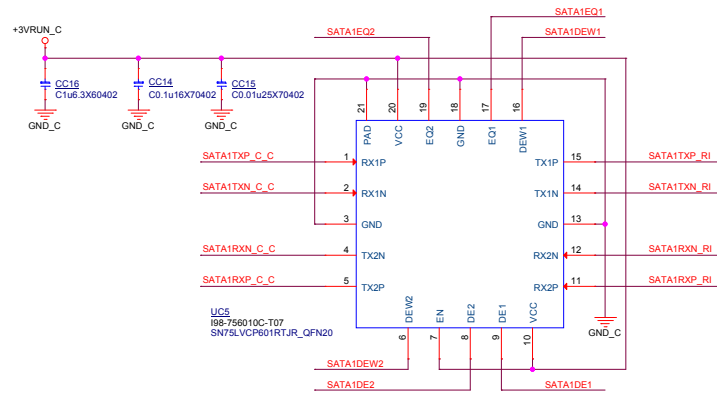 SATA1EQ1
+3VRUN_C
SATA1EQ2
SATA1DEW1
CC16
C1u6.3X60402
CC14
C0.1u16X70402
CC15
C0.01u25X70402
GND_C
GND_C
GND_C
21
20
19
18
17
16
PAD
VCC
EQ2
GND
EQ1
DEW1
SATA1TXP_C_C
1
RX1P
TX1P
15
SATA1TXP_RI
SATA1TXN_C_C
2
RX1N
TX1N
14
SATA1TXN_RI
3
GND
GND
13
SATA1RXN_C_C
4
TX2N
RX2N
12
SATA1RXN_RI
SATA1RXP_C_C
5
TX2P
RX2P
11
SATA1RXP_RI
UC5
I98-756010C-T07
SN75LVCP601RTJR_QFN20
DEW2
EN
DE2
DE1
VCC
6
7
8
9
10
GND_C
SATA1DEW2
SATA1DE2
SATA1DE1